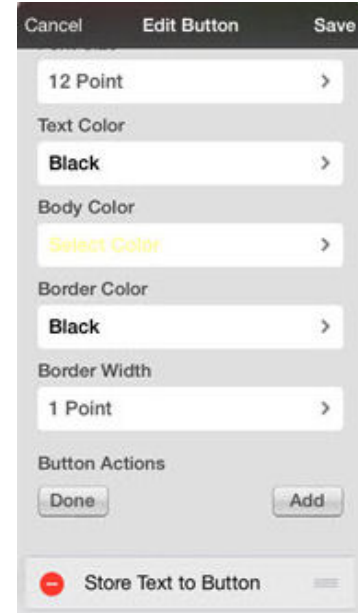 Cancel Edit Button Save
12 Point
Text Color
Black
Body Color
Select Color
Border Color
Black
Border Width
1 Point
Button Actions
Done Add
Store Text to Button